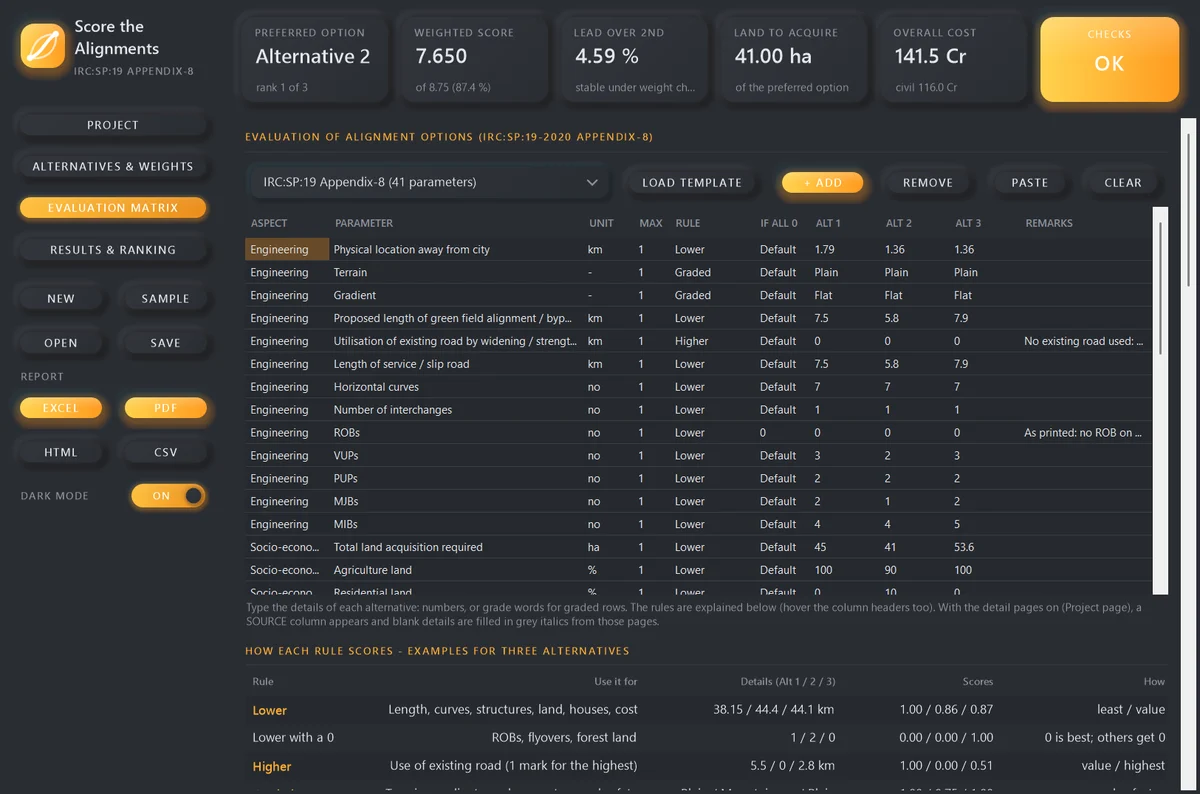 Score the
Alignments
IRC:SP:19 APPENDIX-8
PREFERRED OPTION
Alternative 2
rank 1 of 3
WEIGHTED SCORE
7.650
of 8.75 (87.4 %)
LEAD OVER 2ND
4.59 %
stable under weight ch...
LAND TO ACQUIRE
41.00 ha
of the preferred option
OVERALL COST
141.5 Cr
civil 116.0 Cr
CHECKS
OK
PROJECT
ALTERNATIVES & WEIGHTS
EVALUATION MATRIX
RESULTS & RANKING
NEW SAMPLE
OPEN SAVE
REPORT
EXCEL PDF
HTML CSV
DARK MODE ON
EVALUATION OF ALIGNMENT OPTIONS (IRC:SP:19-2020 APPENDIX-8)
IRC:SP:19 Appendix-8 (41 parameters) LOAD TEMPLATE + ADD REMOVE PASTE CLEAR
ASPECT PARAMETER UNIT MAX RULE IF ALL 0 ALT 1 ALT 2 ALT 3 REMARKS
Engineering Physical location away from city km 1 Lower Default 1.79 1.36 1.36
Engineering Terrain - 1 Graded Default Plain Plain Plain
Engineering Gradient - 1 Graded Default Flat Flat Flat
Engineering Proposed length of green field alignment / byp... km 1 Lower Default 7.5 5.8 7.9
Engineering Utilisation of existing road by widening / strengt... km 1 Higher Default 0 0 0 No existing road used: ...
Engineering Length of service / slip road km 1 Lower Default 7.5 5.8 7.9
Engineering Horizontal curves no 1 Lower Default 7 7 7
Engineering Number of interchanges no 1 Lower Default 1 1 1
Engineering ROBs no 1 Lower 0 0 0 0 As printed: no ROB on ...
Engineering VUPs no 1 Lower Default 3 2 3
Engineering PUPs no 1 Lower Default 2 2 2
Engineering MJBs no 1 Lower Default 2 1 2
Engineering MIBs no 1 Lower Default 4 4 5
Socio-econo... Total land acquisition required ha 1 Lower Default 45 41 53.6
Socio-econo... Agriculture land % 1 Lower Default 100 90 100
Socio-econo... Residential land % 1 Lower Default 0 10 0
Type the details of each alternative: numbers, or grade words for graded rows. The rules are explained below (hover the column headers too). With the detail pages on (Project page), a
SOURCE column appears and blank details are filled in grey italics from those pages.
HOW EACH RULE SCORES - EXAMPLES FOR THREE ALTERNATIVES
Rule Use it for Details (Alt 1 / 2 / 3) Scores How
Lower Length, curves, structures, land, houses, cost 38.15 / 44.4 / 44.1 km 1.00 / 0.86 / 0.87 least / value
Lower with a 0 ROBs, flyovers, forest land 1 / 2 / 0 0.00 / 0.00 / 1.00 0 is best; others get 0
Higher Use of existing road (1 mark for the highest) 5.5 / 0 / 2.8 km 1.00 / 0.00 / 0.51 value / highest